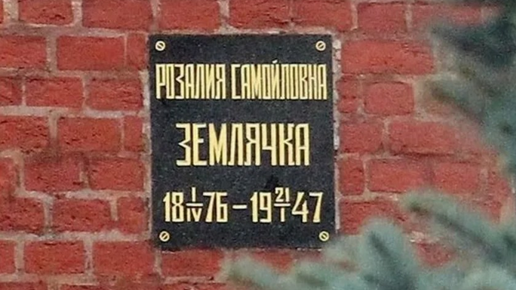 РОЗАЛИЯ САМОЙЛОВНА
ЗЕМЛЯЧКА
18 1/IV 76 – 19 21/I 47